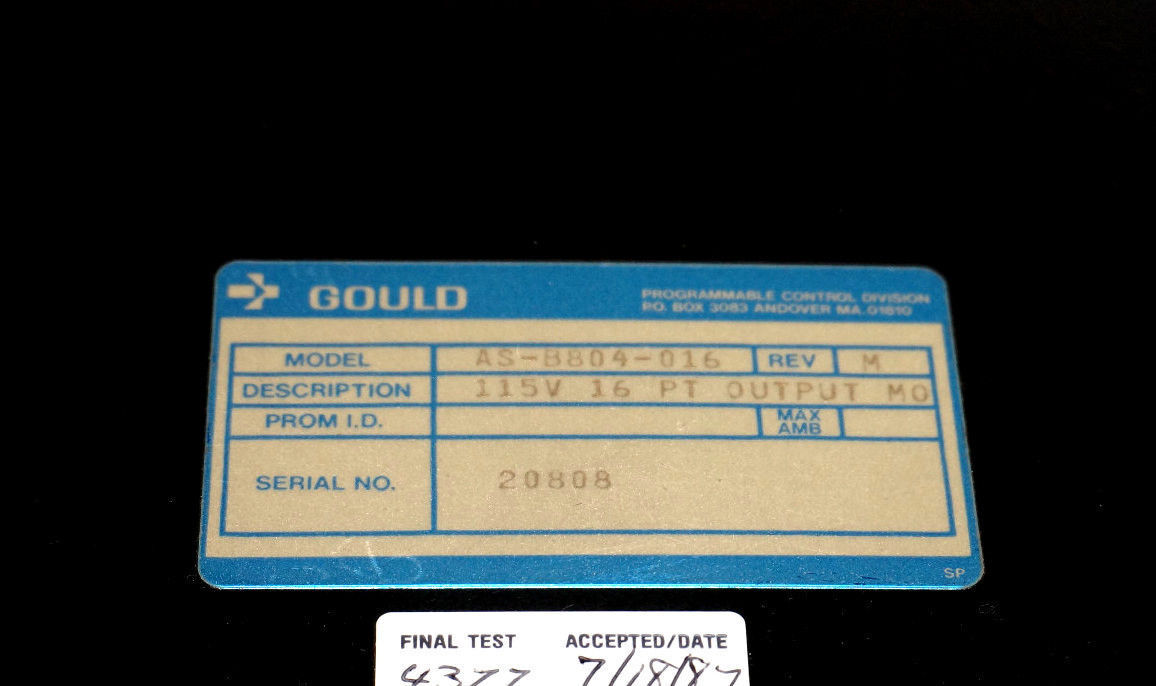 GOULD
PROGRAMMABLE CONTROL DIVISION
P.O. BOX 3083 ANDOVER MA. 01810
MODEL AS-B804-016 REV M
DESCRIPTION 115V 16 PT OUTPUT MO
PROM I.D. MAX AMB
SERIAL NO. 20808
SP
FINAL TEST ACCEPTED/DATE
4377 7/18/87